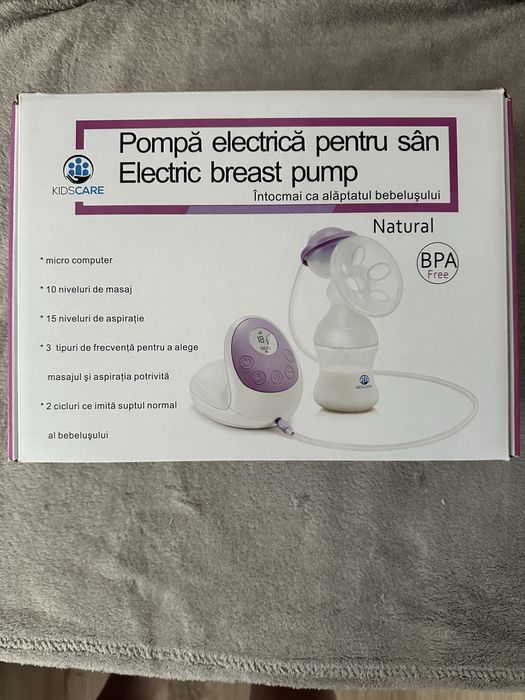 Pompă electrică pentru sân
Electric breast pump
KIDSCARE
Întocmai ca alăptatul bebelușului
Natural
BPA
Free
* micro computer
* 10 niveluri de masaj
* 15 niveluri de aspirație
* 3 tipuri de frecvență pentru a alege
masajul și aspirația potrivită
* 2 cicluri ce imită suptul normal
al bebelușului
18
KIDSCARE